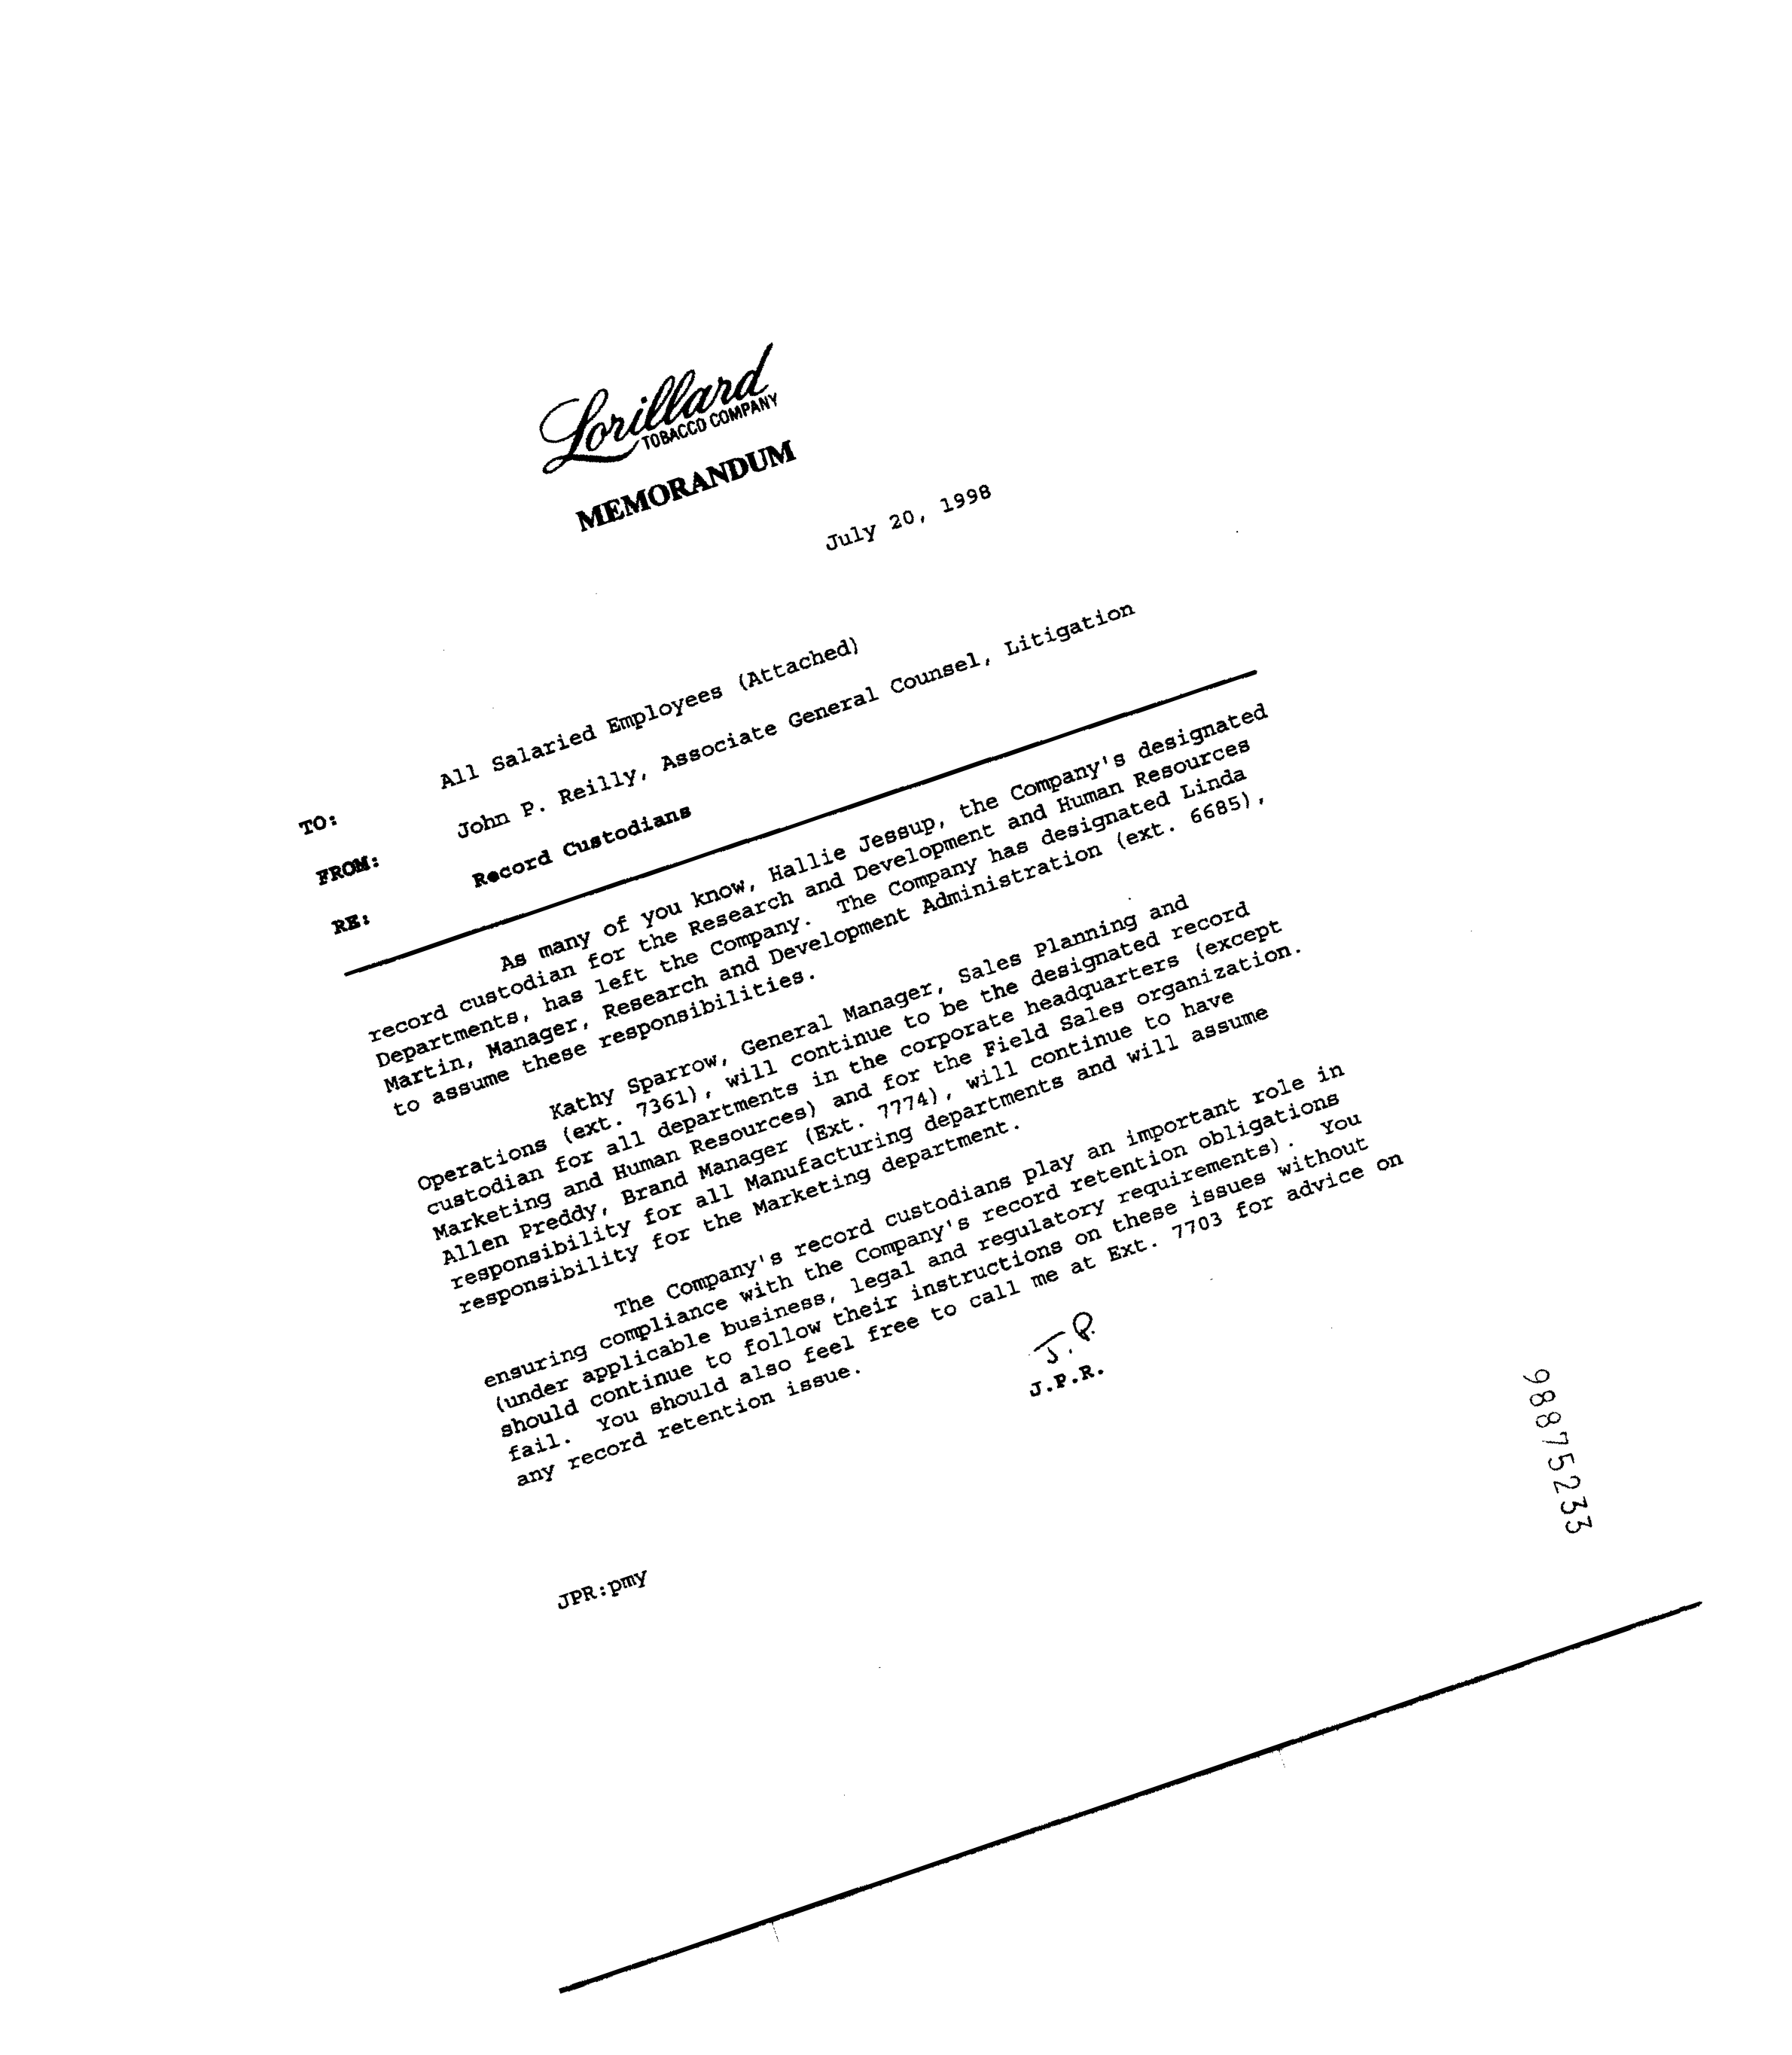 Lorillard
TOBACCO COMPANY
MEMORANDUM
July 20, 1998
TO: All Salaried Employees (Attached)
FROM: John P. Reilly, Associate General Counsel, Litigation
RE: Record Custodians
As many of you know, Hallie Jessup, the Company's designated
record custodian for the Research and Development and Human Resources
Departments, has left the Company. The Company has designated Linda
Martin, Manager, Research and Development Administration (ext. 6685),
to assume these responsibilities.
Kathy Sparrow, General Manager, Sales Planning and
Operations (ext. 7361), will continue to be the designated record
custodian for all departments in the corporate headquarters (except
Marketing and Human Resources) and for the Field Sales organization.
Allen Preddy, Brand Manager (Ext. 7774), will continue to have
responsibility for all Manufacturing departments and will assume
responsibility for the Marketing department.
The Company's record custodians play an important role in
ensuring compliance with the Company's record retention obligations
(under applicable business, legal and regulatory requirements). You
should continue to follow their instructions on these issues without
fail. You should also feel free to call me at Ext. 7703 for advice on
any record retention issue.
J.P.
J.P.R.
JPR:pmy
98875233